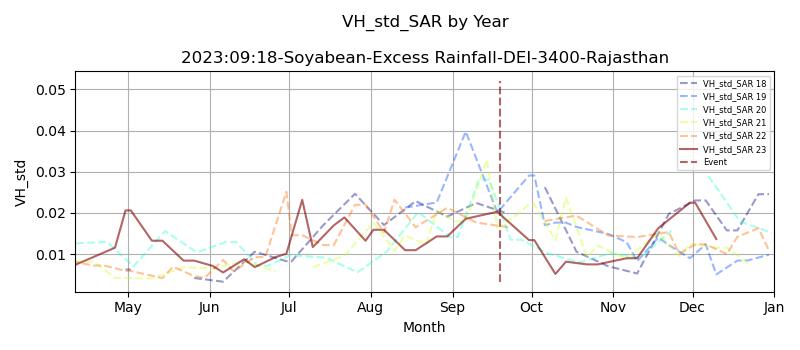 VH_std_SAR by Year
2023:09:18-Soyabean-Excess Rainfall-DEI-3400-Rajasthan
0.05
0.04
0.03
0.02
0.01
VH_std
VH_std_SAR 18
VH_std_SAR 19
VH_std_SAR 20
VH_std_SAR 21
VH_std_SAR 22
VH_std_SAR 23
Event
May Jun Jul Aug Sep Oct Nov Dec Jan
Month